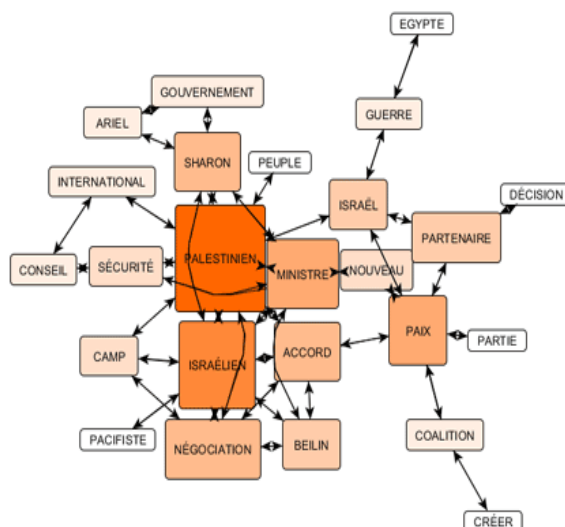 EGYPTE
GOUVERNEMENT
ARIEL
GUERRE
SHARON
PEUPLE
INTERNATIONAL
ISRAËL
DÉCISION
PARTENAIRE
PALESTINIEN
CONSEIL
SÉCURITÉ
MINISTRE
NOUVEAU
PAIX
PARTIE
CAMP
ISRAÉLIEN
ACCORD
PACIFISTE
NÉGOCIATION
BEILIN
COALITION
CRÉER